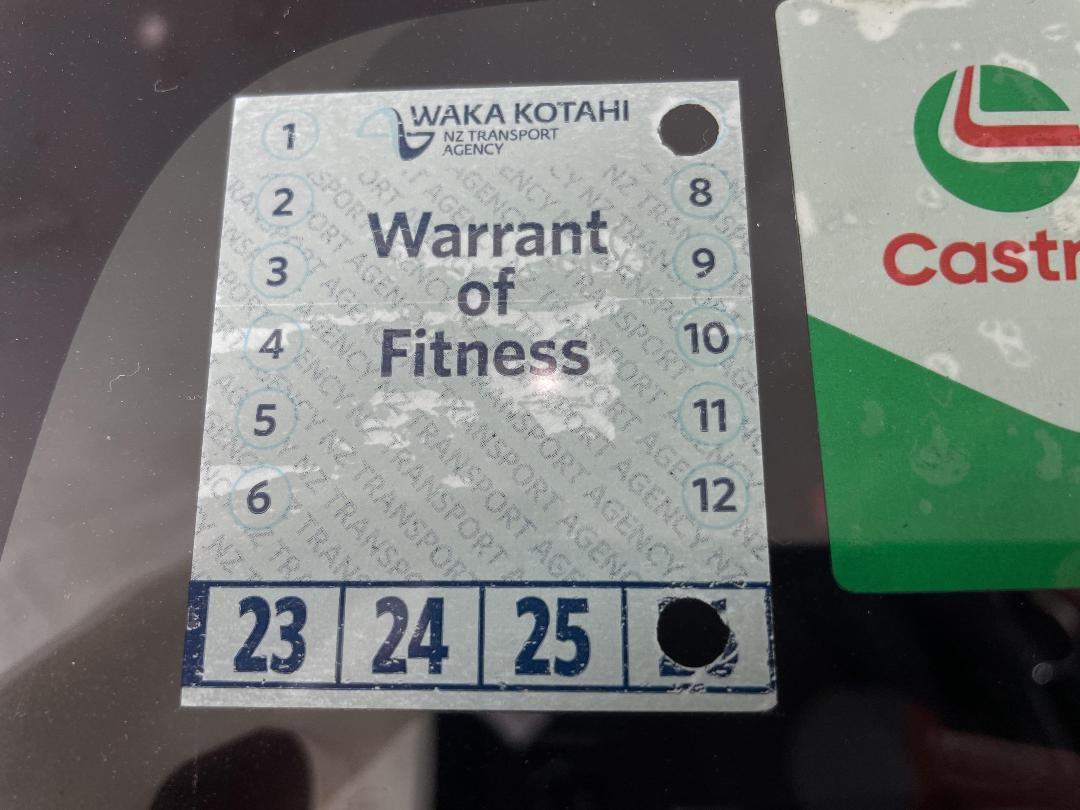 WAKA KOTAHI
NZ TRANSPORT
AGENCY
Warrant
of
Fitness
1
2
3
4
5
6
8
9
10
11
12
23 24 25
Castr